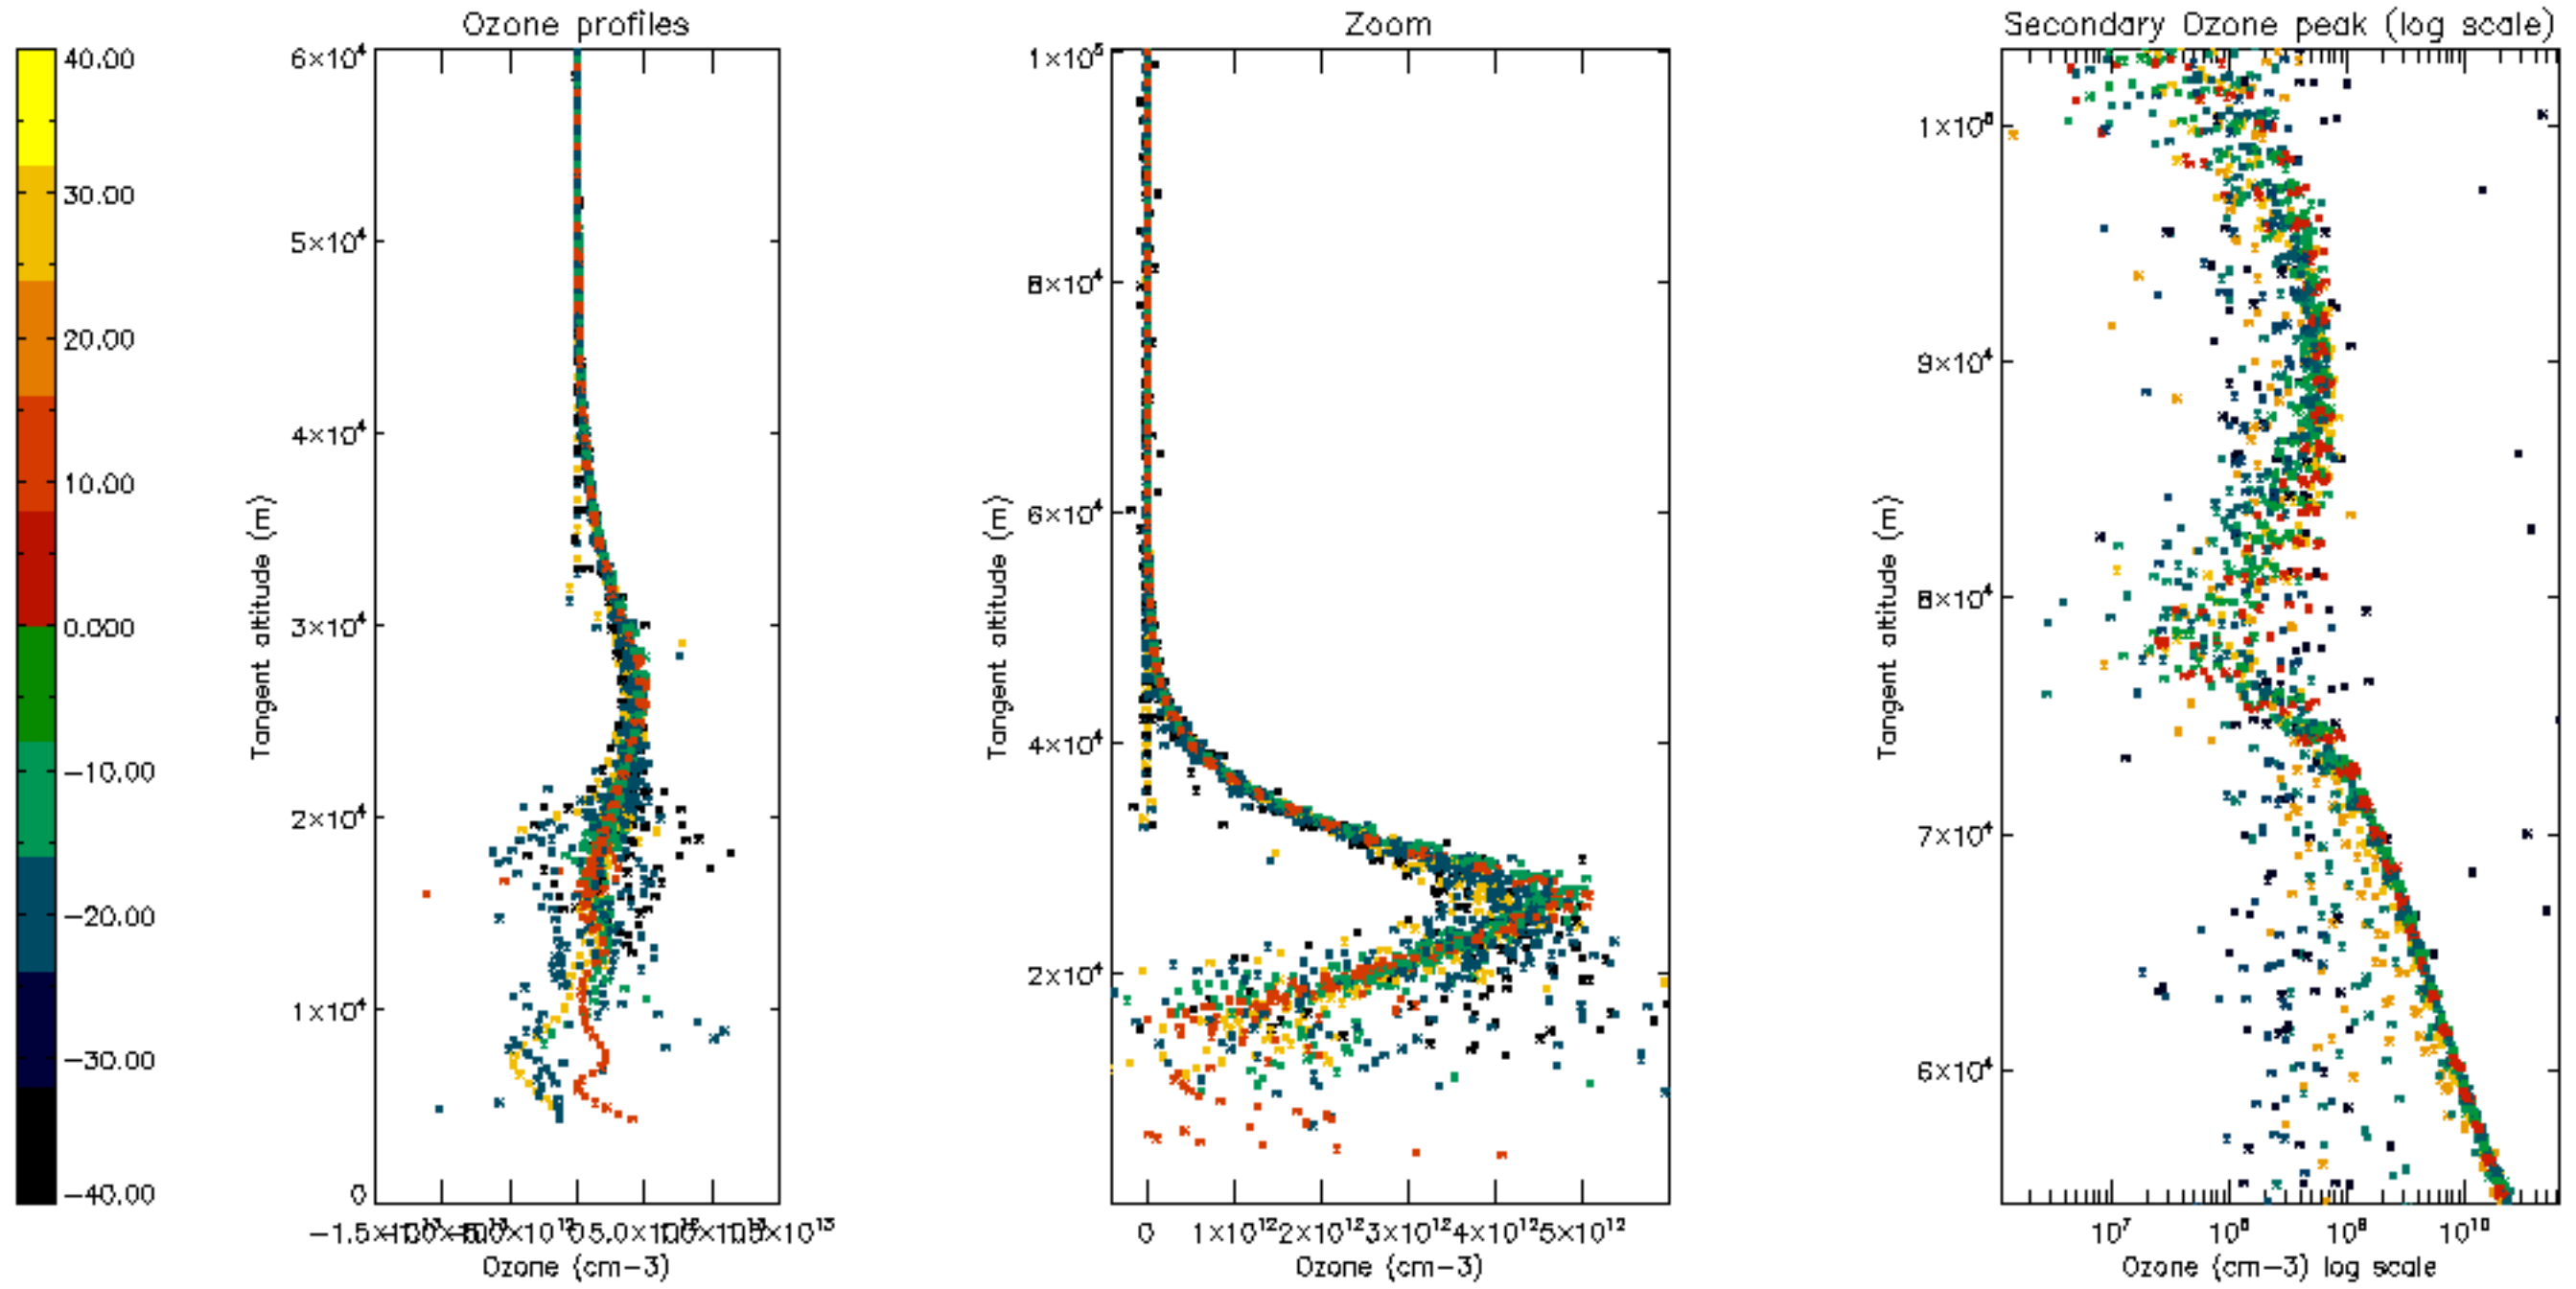 Ozone profiles
Zoom
Secondary Ozone peak (log scale)
40.00
30.00
20.00
10.00
0.000
−10.00
−20.00
−30.00
−40.00
6×10⁴
5×10⁴
4×10⁴
3×10⁴
2×10⁴
1×10⁴
0
Tangent altitude (m)
Ozone (cm−3)
1×10⁵
8×10⁴
6×10⁴
4×10⁴
2×10⁴
Tangent altitude (m)
0 1×10¹² 2×10¹² 3×10¹² 4×10¹² 5×10¹²
Ozone (cm−3)
1×10⁵
9×10⁴
8×10⁴
7×10⁴
6×10⁴
Tangent altitude (m)
10⁷ 10⁸ 10⁹ 10¹⁰
Ozone (cm−3) log scale